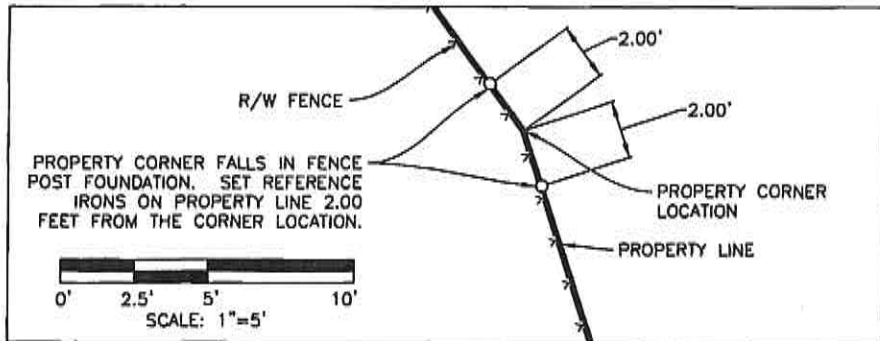 2.00'
R/W FENCE
2.00'
PROPERTY CORNER FALLS IN FENCE
POST FOUNDATION. SET REFERENCE
IRONS ON PROPERTY LINE 2.00
FEET FROM THE CORNER LOCATION.
PROPERTY CORNER
LOCATION
PROPERTY LINE
0' 2.5' 5' 10'
SCALE: 1"=5'